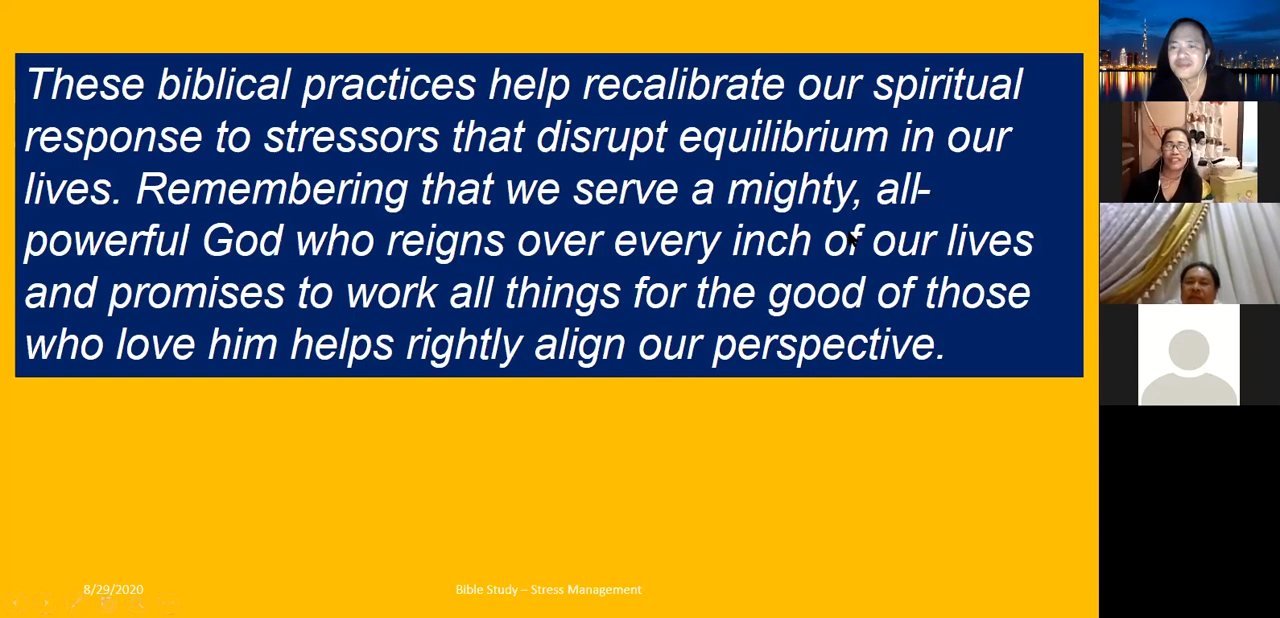 These biblical practices help recalibrate our spiritual
response to stressors that disrupt equilibrium in our
lives. Remembering that we serve a mighty, all-
powerful God who reigns over every inch of our lives
and promises to work all things for the good of those
who love him helps rightly align our perspective.
8/29/2020
Bible Study – Stress Management